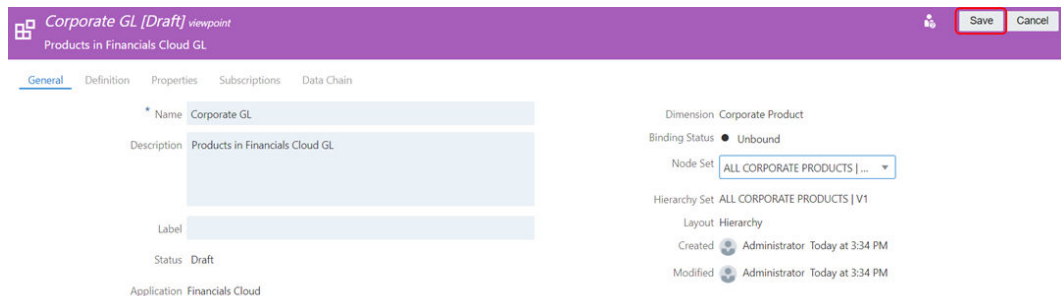 Corporate GL [Draft] viewpoint
Products in Financials Cloud GL
Save Cancel
General Definition Properties Subscriptions Data Chain
* Name Corporate GL
Description Products in Financials Cloud GL
Label
Status Draft
Application Financials Cloud
Dimension Corporate Product
Binding Status Unbound
Node Set ALL CORPORATE PRODUCTS | ...
Hierarchy Set ALL CORPORATE PRODUCTS | V1
Layout Hierarchy
Created Administrator Today at 3:34 PM
Modified Administrator Today at 3:34 PM